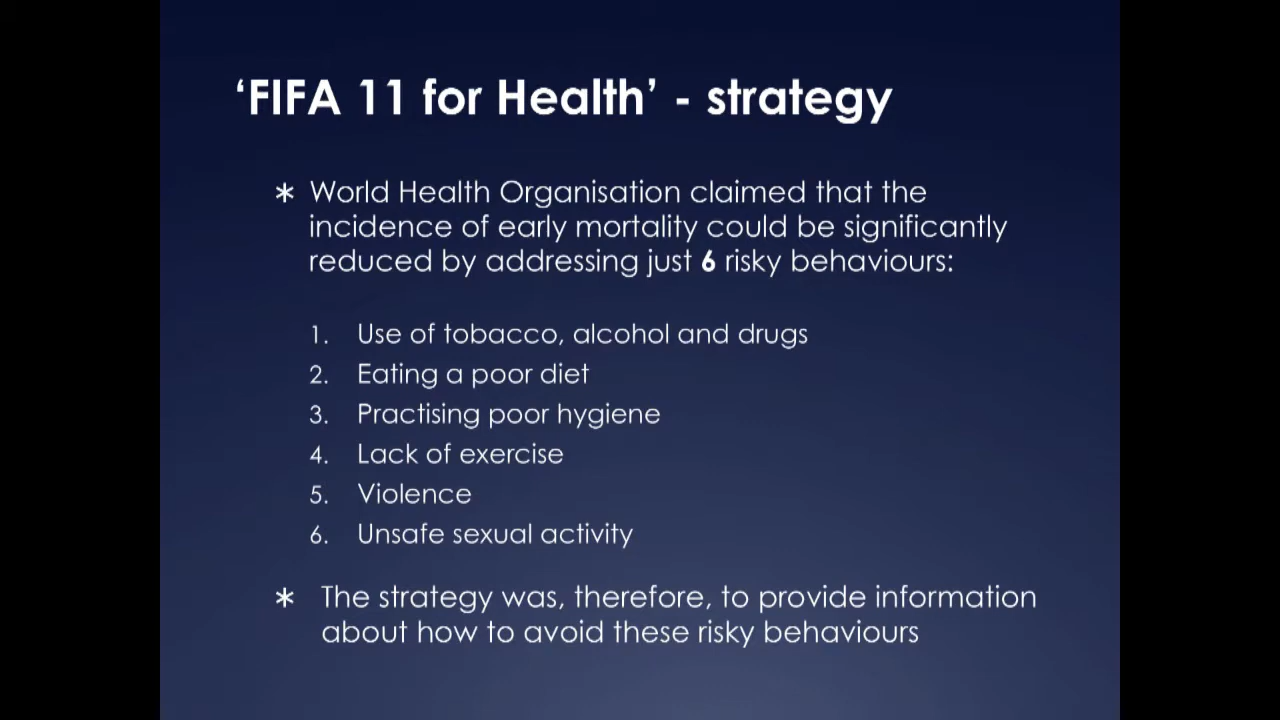 ‘FIFA 11 for Health’ - strategy
* World Health Organisation claimed that the
incidence of early mortality could be significantly
reduced by addressing just 6 risky behaviours:
1. Use of tobacco, alcohol and drugs
2. Eating a poor diet
3. Practising poor hygiene
4. Lack of exercise
5. Violence
6. Unsafe sexual activity
* The strategy was, therefore, to provide information
about how to avoid these risky behaviours